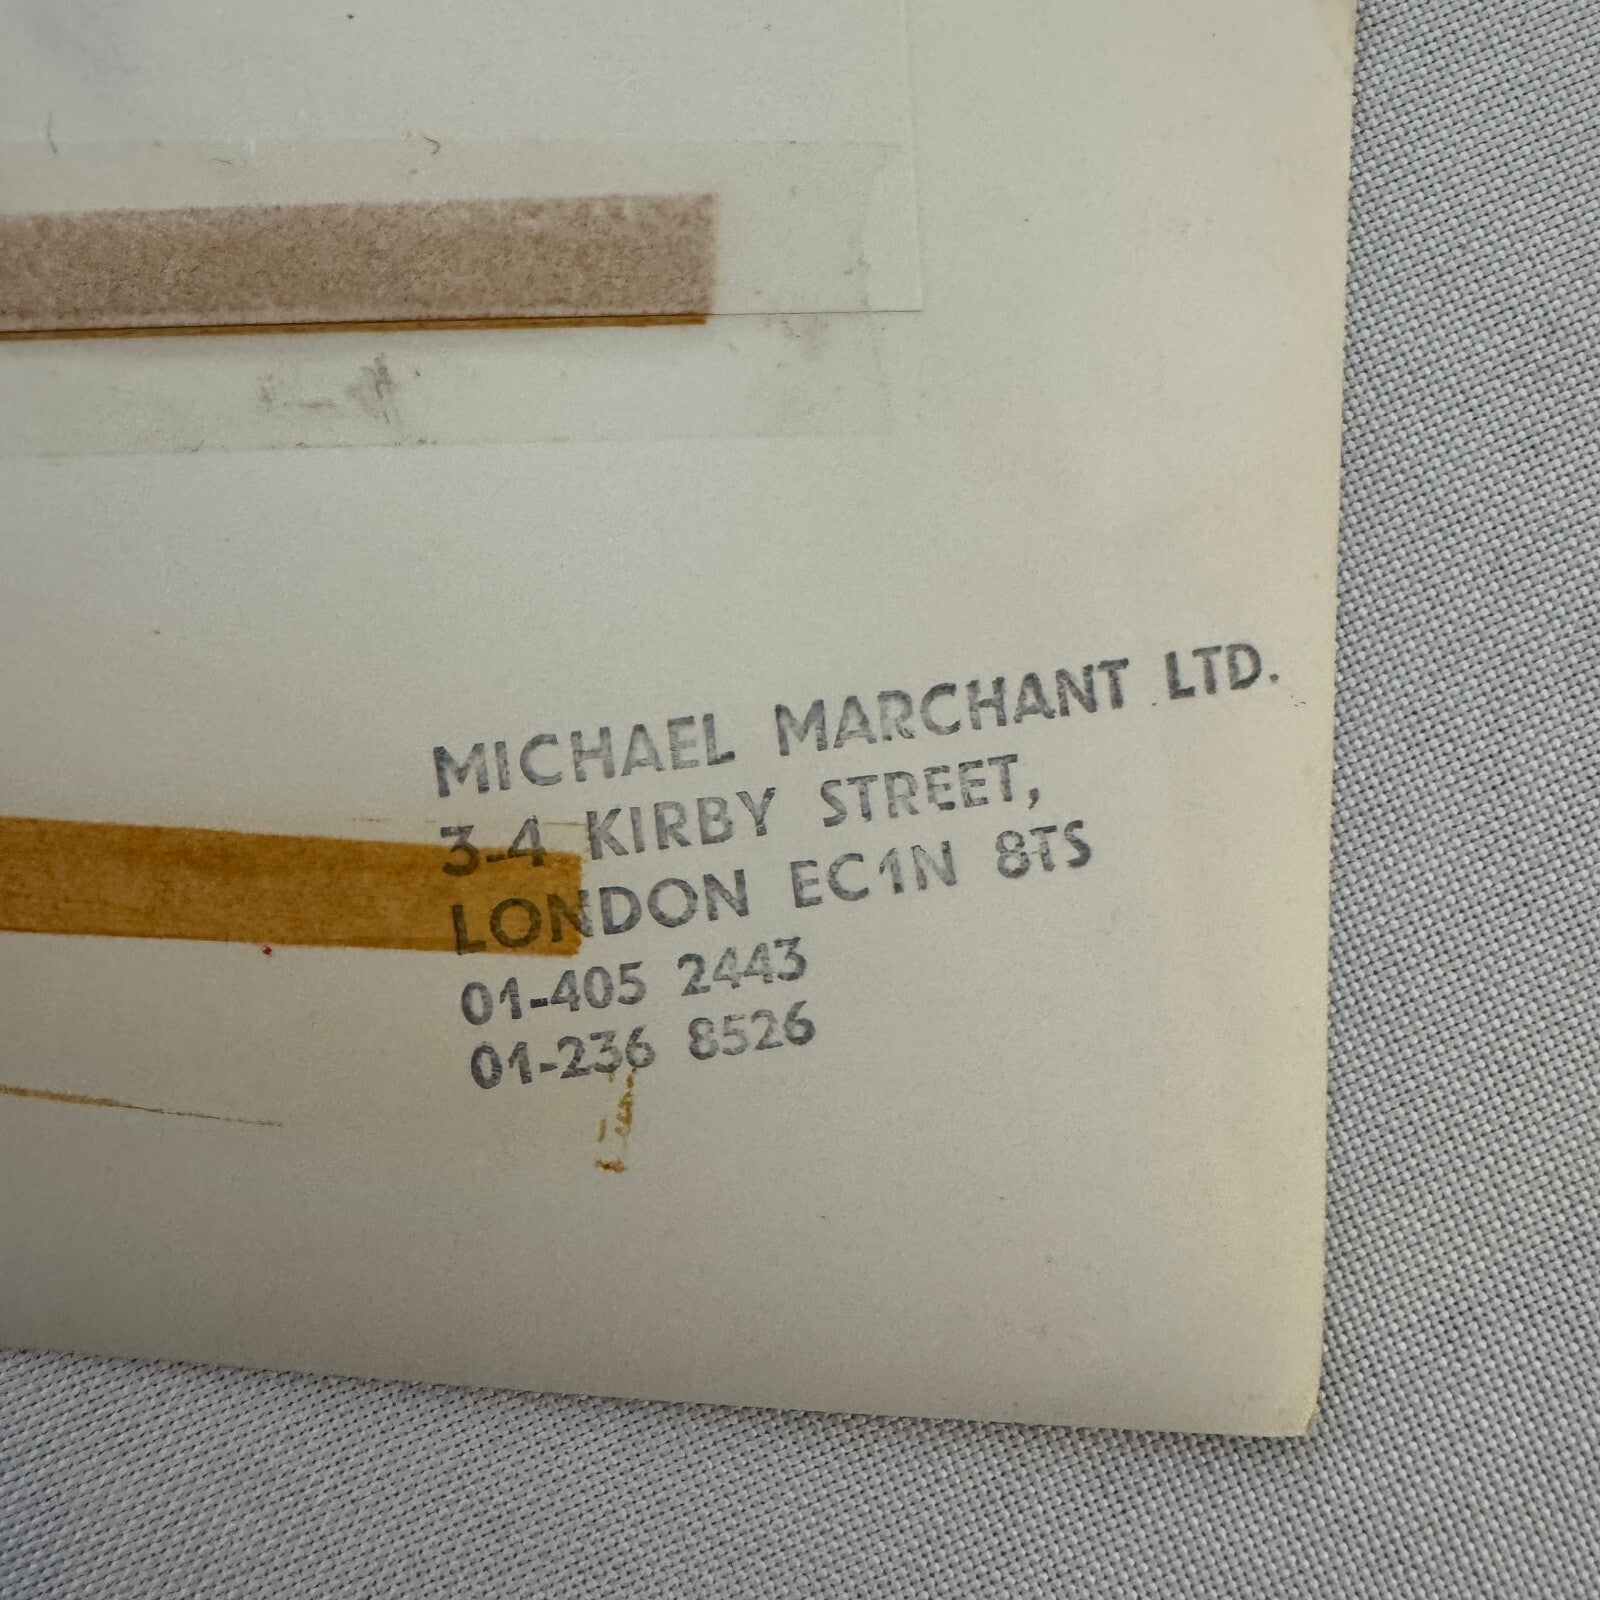 MICHAEL MARCHANT LTD.
3-4 KIRBY STREET,
LONDON EC1N 8TS
01-405 2443
01-236 8526